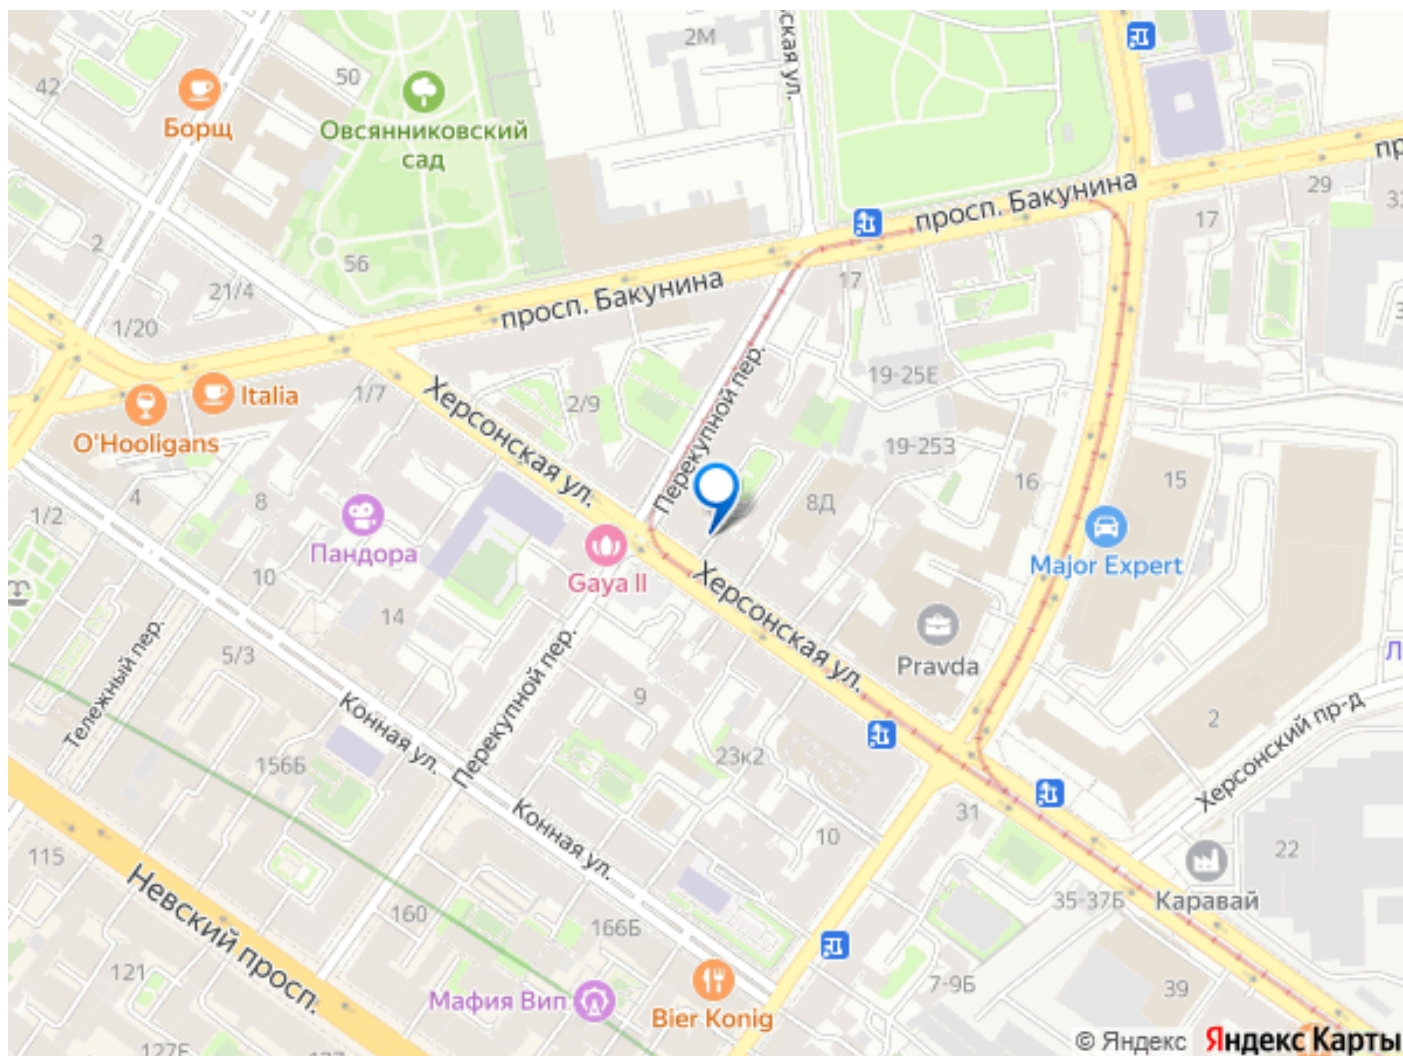 2М
ская ул.
42
50
Борщ
Овсянниковский
сад
просп. Бакунина
пр
29
33
17
2
56
21/4
1/20
просп. Бакунина
17
Italia
O'Hooligans
1/7
Херсонская ул.
2/9
Перекупной пер.
19-25Е
19-253
16
15
4
8
1/2
Пандора
8Д
Major Expert
Gaya II
10
14
Херсонская ул.
Pravda
5/3
Тележный пер.
Перекупной пер.
9
Конная ул.
2
Херсонский пр-д
Л
156Б
23к2
Конная ул.
10
31
22
115
Невский просп.
160
166Б
35-37Б
Каравай
121
Мафия Вип
Bier Konig
7-9Б
39
127Е
© Яндекс Яндекс Карты